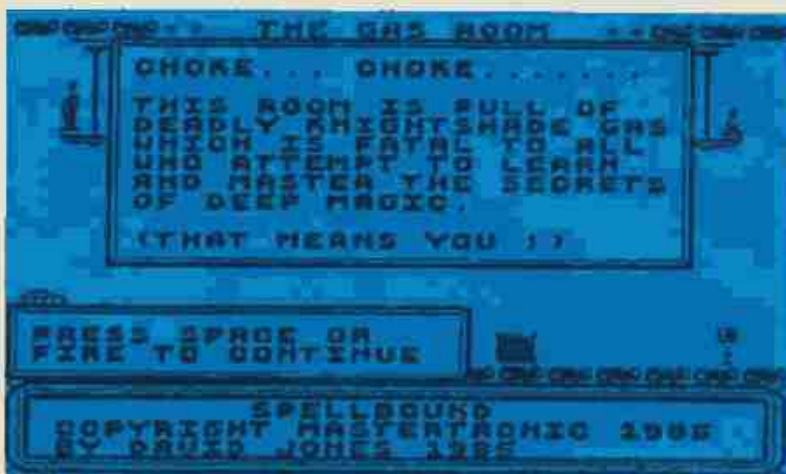 THE GAS ROOM
CHOKE... CHOKE.......
THIS ROOM IS FULL OF
DEADLY KNIGHTSHADE GAS
WHICH IS FATAL TO ALL
WHO ATTEMPT TO LEARN
AND MASTER THE SECRETS
OF DEEP MAGIC.
(THAT MEANS YOU !)
PRESS SPACE OR
FIRE TO CONTINUE
SPELLBOUND
COPYRIGHT MASTERTRONIC 1985
BY DAVID JONES 1985